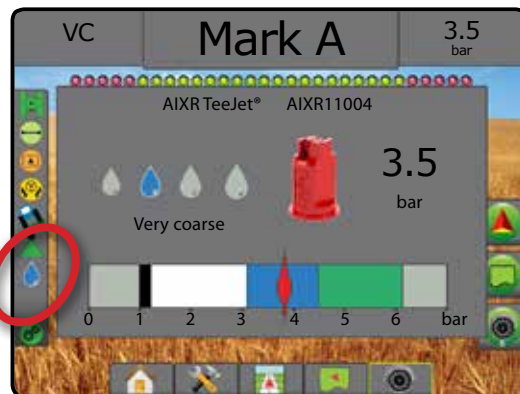 VC
Mark A
3.5
bar
AIXR TeeJet® AIXR11004
3.5
bar
Very coarse
0 1 2 3 4 5 6 bar